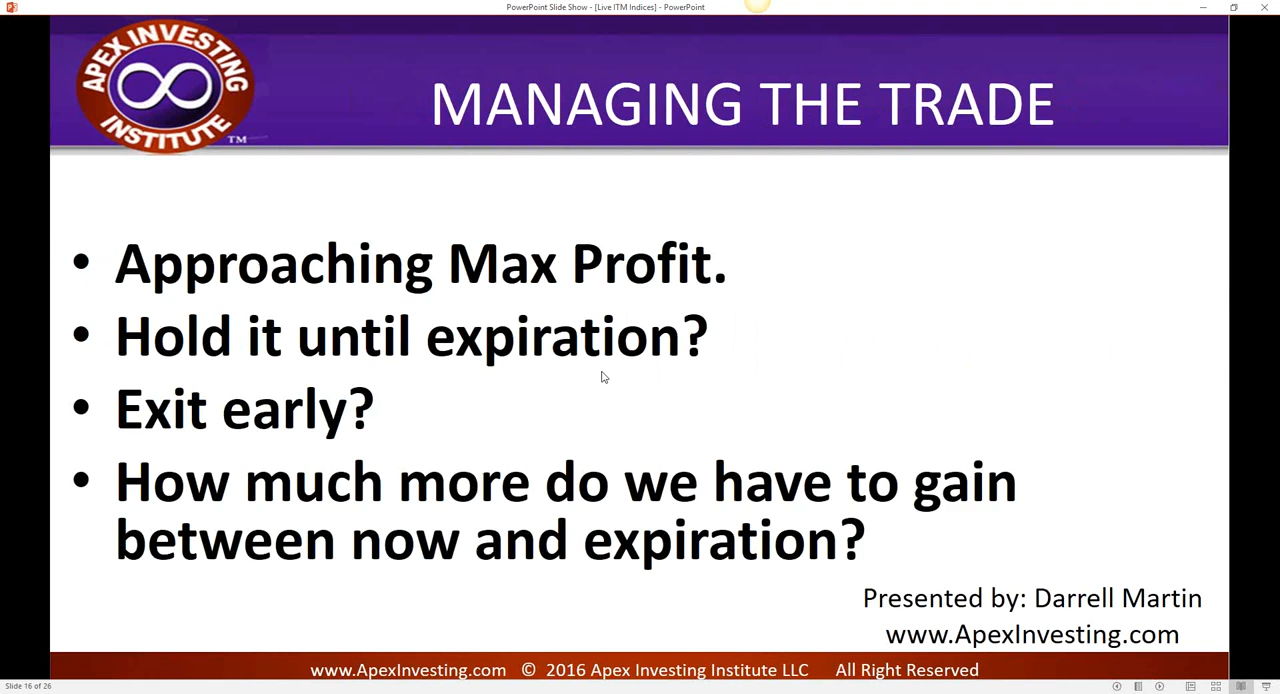 PowerPoint Slide Show - [Live ITM Indices] - PowerPoint
APEX INVESTING
INSTITUTE
TM
MANAGING THE TRADE
• Approaching Max Profit.
• Hold it until expiration?
• Exit early?
• How much more do we have to gain
between now and expiration?
Presented by: Darrell Martin
www.ApexInvesting.com
www.ApexInvesting.com © 2016 Apex Investing Institute LLC All Right Reserved
Slide 16 of 26